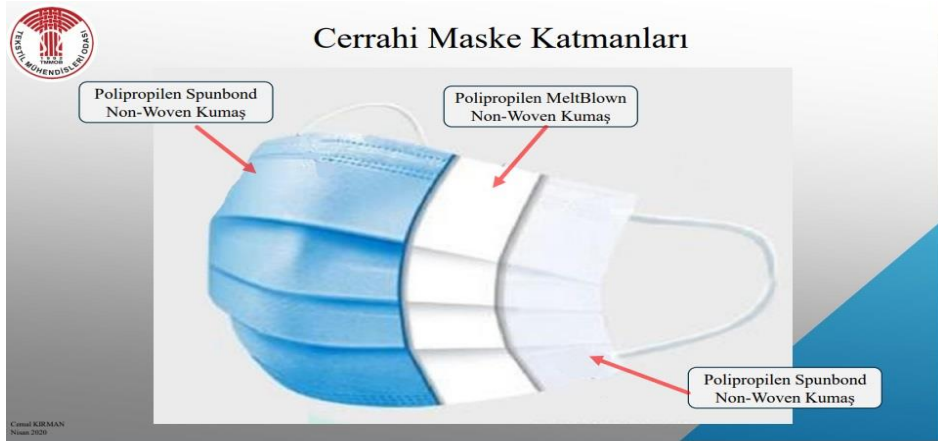 TEKSTİL MÜHENDİSLERİ ODASI
TMMOB
Cerrahi Maske Katmanları
Polipropilen Spunbond
Non-Woven Kumaş
Polipropilen MeltBlown
Non-Woven Kumaş
Polipropilen Spunbond
Non-Woven Kumaş
Cemal KIRMAN
Nisan 2020